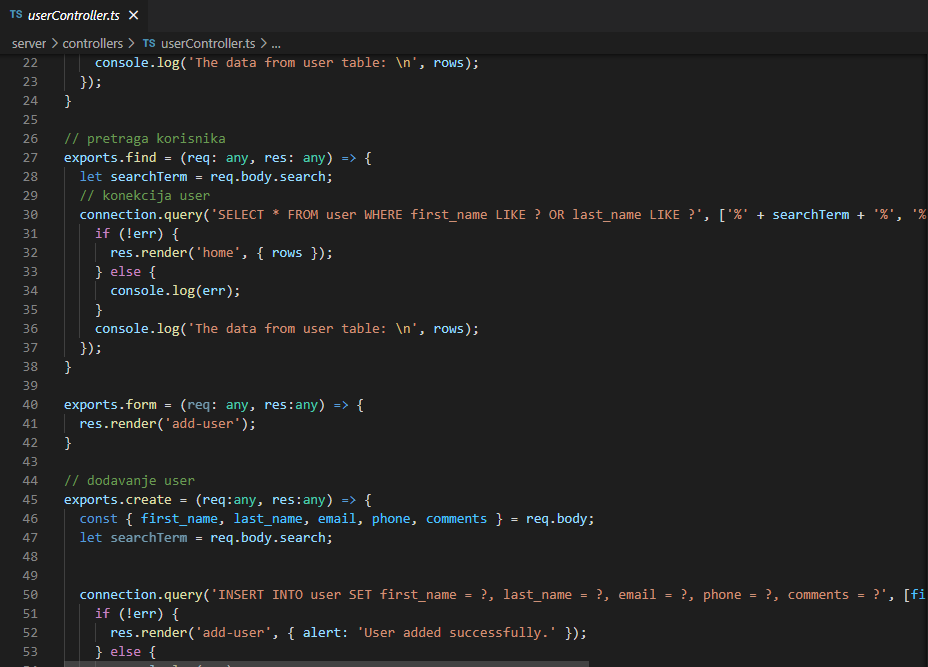 TS userController.ts ×
server > controllers > TS userController.ts > ...
22 console.log('The data from user table: \n', rows);
23 });
24 }
25
26 // pretraga korisnika
27 exports.find = (req: any, res: any) => {
28 let searchTerm = req.body.search;
29 // konekcija user
30 connection.query('SELECT * FROM user WHERE first_name LIKE ? OR last_name LIKE ?', ['%' + searchTerm + '%', '%
31 if (!err) {
32 res.render('home', { rows });
33 } else {
34 console.log(err);
35 }
36 console.log('The data from user table: \n', rows);
37 });
38 }
39
40 exports.form = (req: any, res:any) => {
41 res.render('add-user');
42 }
43
44 // dodavanje user
45 exports.create = (req:any, res:any) => {
46 const { first_name, last_name, email, phone, comments } = req.body;
47 let searchTerm = req.body.search;
48
49
50 connection.query('INSERT INTO user SET first_name = ?, last_name = ?, email = ?, phone = ?, comments = ?', [fi
51 if (!err) {
52 res.render('add-user', { alert: 'User added successfully.' });
53 } else {